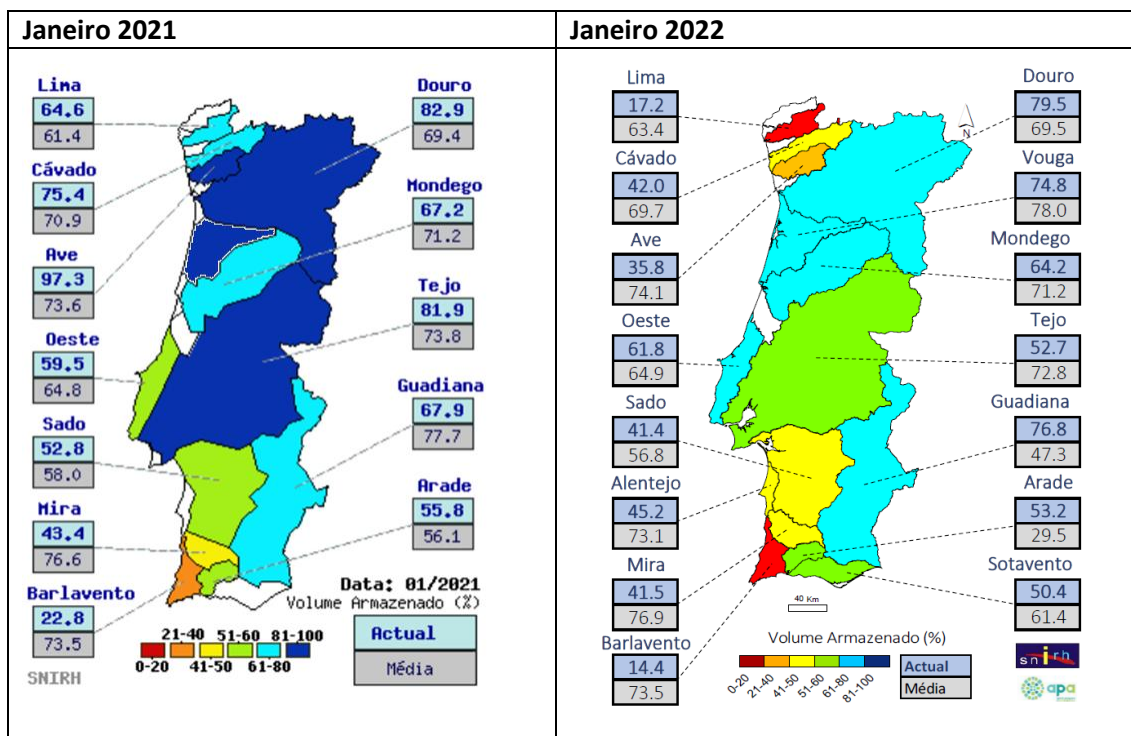 Janeiro 2021
Lima
64.6
61.4
Cávado
75.4
70.9
Ave
97.3
73.6
Oeste
59.5
64.8
Sado
52.8
58.0
Mira
43.4
76.6
Barlavento
22.8
73.5
SNIRH
Douro
82.9
69.4
Mondego
67.2
71.2
Tejo
81.9
73.8
Guadiana
67.9
77.7
Arade
55.8
56.1
Data: 01/2021
Volume Armazenado (%)
21-40 51-60 81-100
0-20 41-50 61-80
Actual
Média
Janeiro 2022
Lima
17.2
63.4
Cávado
42.0
69.7
Ave
35.8
74.1
Oeste
61.8
64.9
Sado
41.4
56.8
Alentejo
45.2
73.1
Mira
41.5
76.9
Barlavento
14.4
73.5
N
Douro
79.5
69.5
Vouga
74.8
78.0
Mondego
64.2
71.2
Tejo
52.7
72.8
Guadiana
76.8
47.3
Arade
53.2
29.5
Sotavento
50.4
61.4
40 Km
Volume Armazenado (%)
0-20 21-40 41-50 51-60 61-80 81-100
Actual
Média
snirh
apa